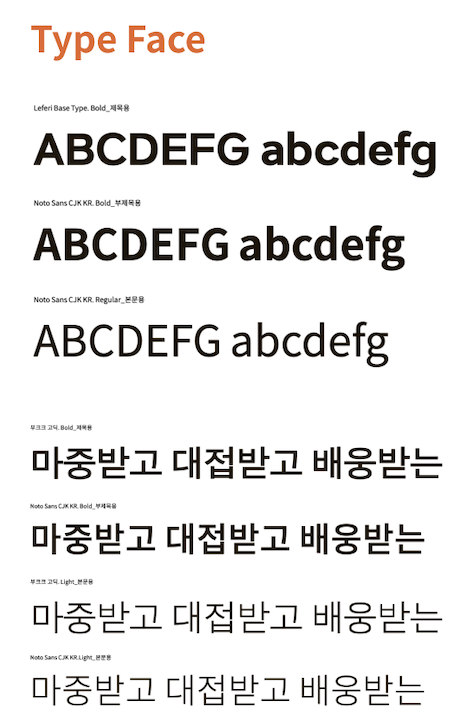 Type Face
Leferi Base Type. Bold_제목용
ABCDEFG abcdefg
Noto Sans CJK KR. Bold_부제목용
ABCDEFG abcdefg
Noto Sans CJK KR. Regular_본문용
ABCDEFG abcdefg
부크크 고딕. Bold_제목용
마중받고 대접받고 배웅받는
Noto Sans CJK KR. Bold_부제목용
마중받고 대접받고 배웅받는
부크크 고딕. Light_본문용
마중받고 대접받고 배웅받는
Noto Sans CJK KR.Light_본문용
마중받고 대접받고 배웅받는